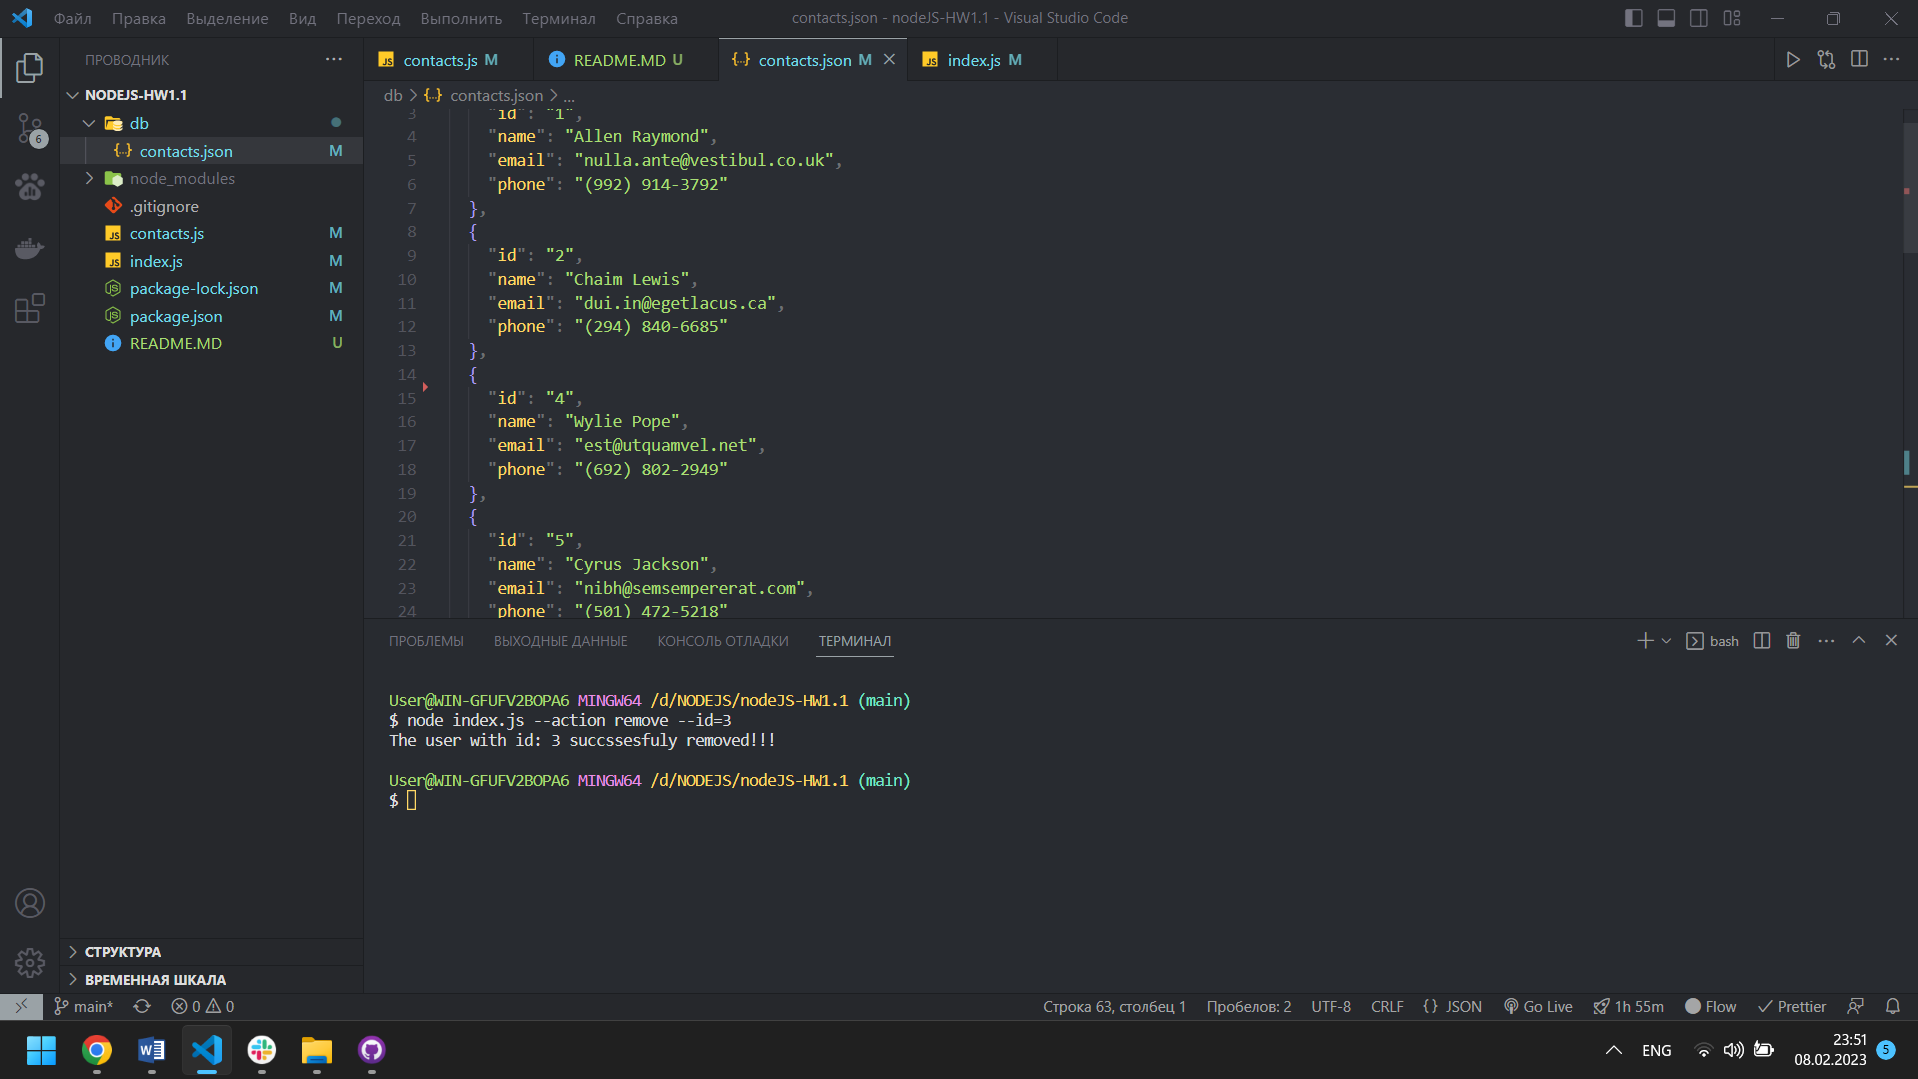 Файл Правка Выделение Вид Переход Выполнить Терминал Справка
contacts.json - nodeJS-HW1.1 - Visual Studio Code
ПРОВОДНИК
NODEJS-HW1.1
db
contacts.json M
node_modules
.gitignore
contacts.js M
index.js M
package-lock.json M
package.json M
README.MD U
СТРУКТУРА
ВРЕМЕННАЯ ШКАЛА
6
contacts.js M README.MD U contacts.json M index.js M
db > contacts.json > ...
3 "id": "1",
4 "name": "Allen Raymond",
5 "email": "nulla.ante@vestibul.co.uk",
6 "phone": "(992) 914-3792"
7 },
8 {
9 "id": "2",
10 "name": "Chaim Lewis",
11 "email": "dui.in@egetlacus.ca",
12 "phone": "(294) 840-6685"
13 },
14 {
15 "id": "4",
16 "name": "Wylie Pope",
17 "email": "est@utquamvel.net",
18 "phone": "(692) 802-2949"
19 },
20 {
21 "id": "5",
22 "name": "Cyrus Jackson",
23 "email": "nibh@semsempererat.com",
24 "phone": "(501) 472-5218"
ПРОБЛЕМЫ ВЫХОДНЫЕ ДАННЫЕ КОНСОЛЬ ОТЛАДКИ ТЕРМИНАЛ
bash
User@WIN-GFUFV2BOPA6 MINGW64 /d/NODEJS/nodeJS-HW1.1 (main)
$ node index.js --action remove --id=3
The user with id: 3 succssesfuly removed!!!
User@WIN-GFUFV2BOPA6 MINGW64 /d/NODEJS/nodeJS-HW1.1 (main)
$
main* 0 0
Строка 63, столбец 1 Пробелов: 2 UTF-8 CRLF {} JSON Go Live 1h 55m Flow Prettier
ENG
23:51
08.02.2023
5